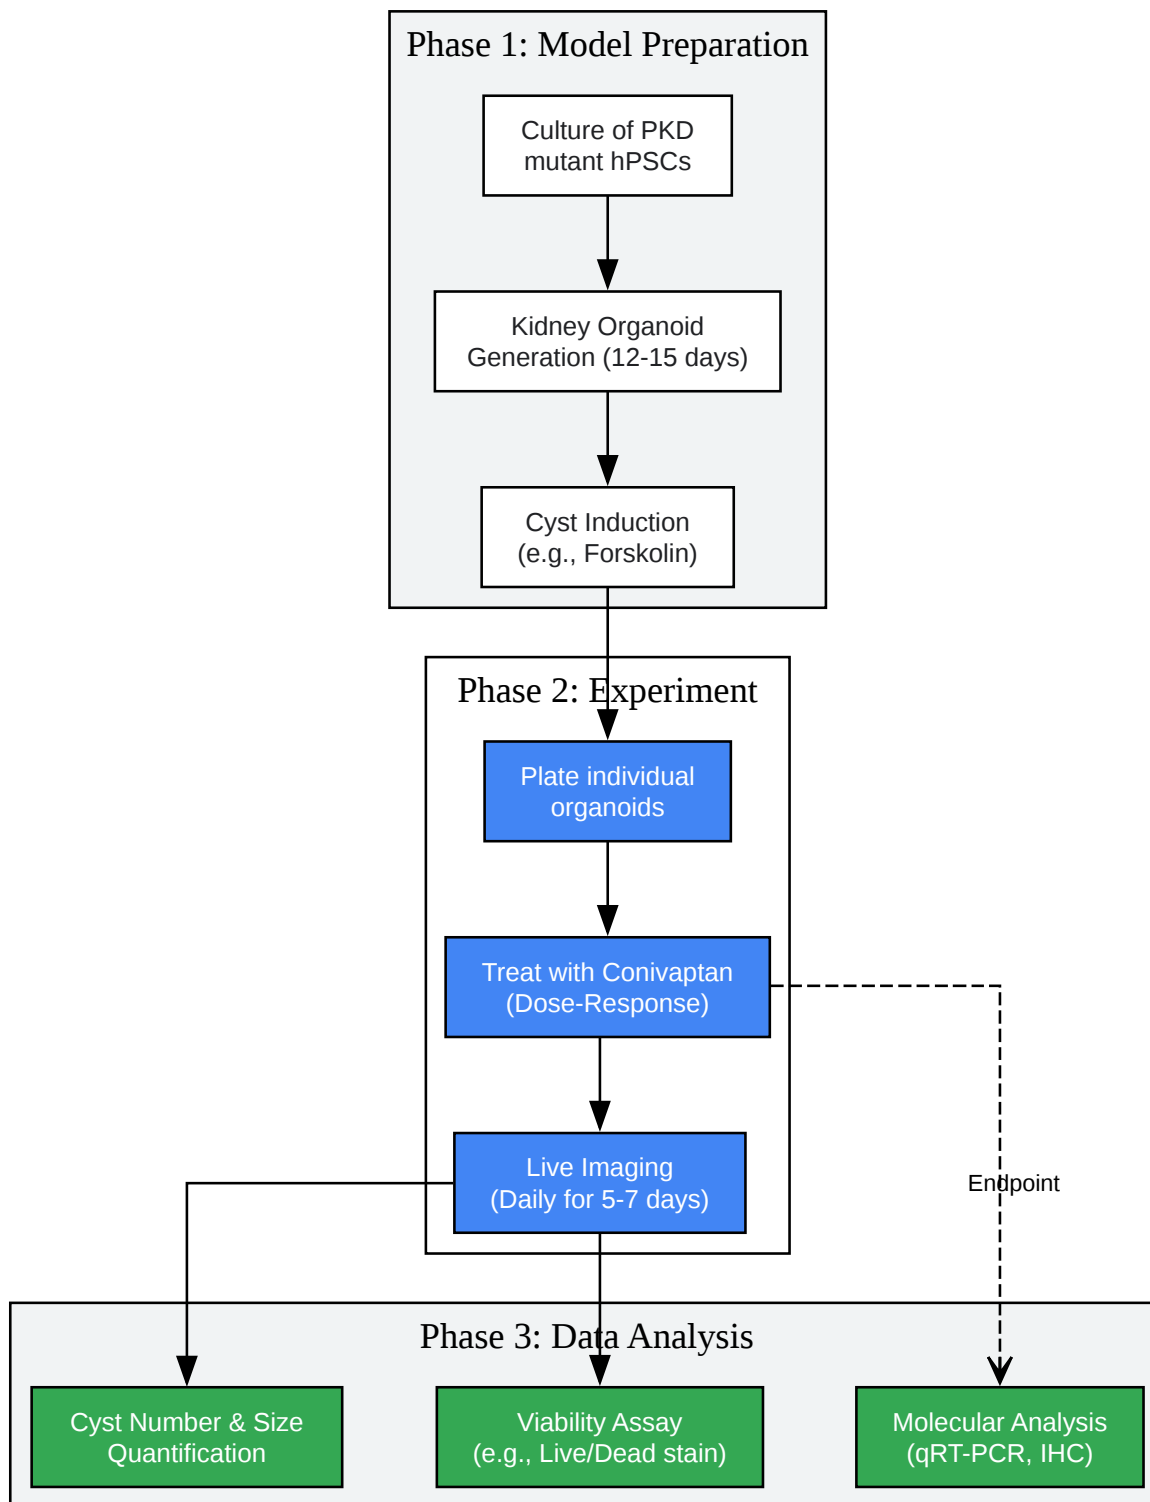 Phase 1: Model Preparation
Culture of PKD
mutant hPSCs
Kidney Organoid
Generation (12-15 days)
Cyst Induction
(e.g., Forskolin)
Phase 2: Experiment
Plate individual
organoids
Treat with Conivaptan
(Dose-Response)
Live Imaging
(Daily for 5-7 days)
Endpoint
Phase 3: Data Analysis
Cyst Number & Size
Quantification
Viability Assay
(e.g., Live/Dead stain)
Molecular Analysis
(qRT-PCR, IHC)